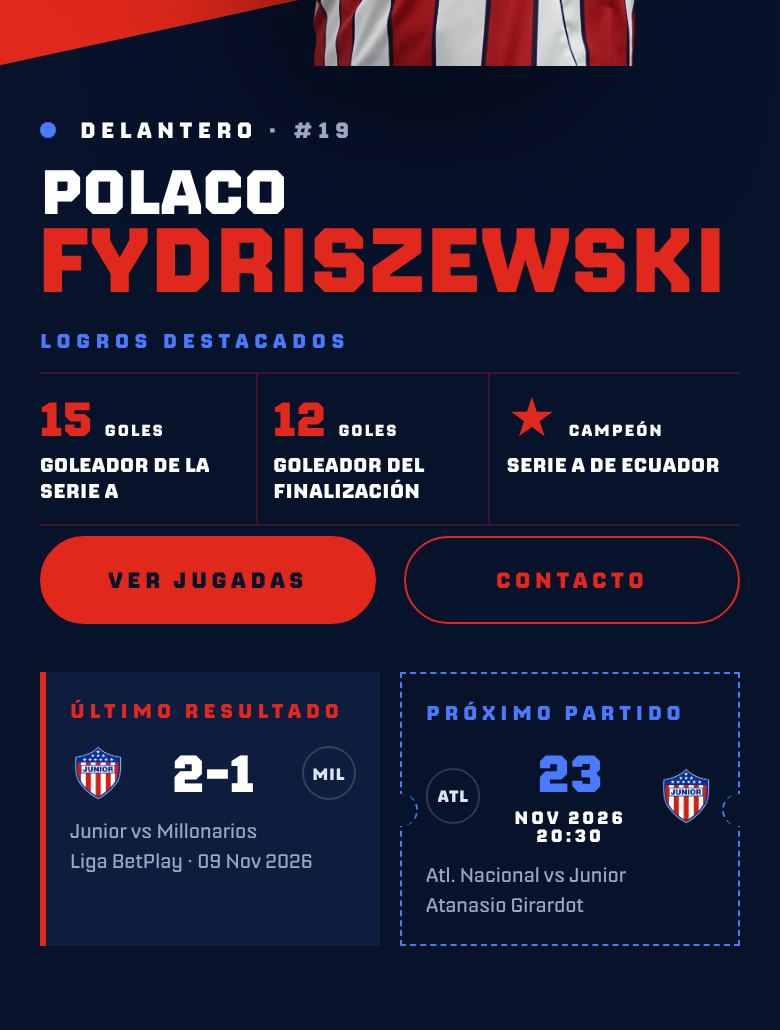 DELANTERO · #19
POLACO
FYDRISZEWSKI
LOGROS DESTACADOS
15 GOLES
GOLEADOR DE LA
SERIE A
12 GOLES
GOLEADOR DEL
FINALIZACIÓN
★ CAMPEÓN
SERIE A DE ECUADOR
VER JUGADAS
CONTACTO
ÚLTIMO RESULTADO
JUNIOR
2-1
MIL
Junior vs Millonarios
Liga BetPlay · 09 Nov 2026
PRÓXIMO PARTIDO
ATL
23
NOV 2026
20:30
JUNIOR
Atl. Nacional vs Junior
Atanasio Girardot